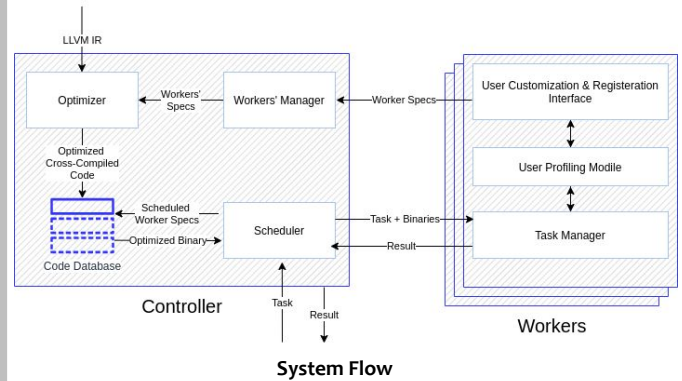 LLVM IR
Optimizer
Workers'
Specs
Workers' Manager
Worker Specs
User Customization & Registeration
Interface
Optimized
Cross-Compiled
Code
User Profiling Modile
Scheduled
Worker Specs
Optimized Binary
Code Database
Scheduler
Task + Binaries
Result
Task Manager
Controller
Task
Result
Workers
System Flow